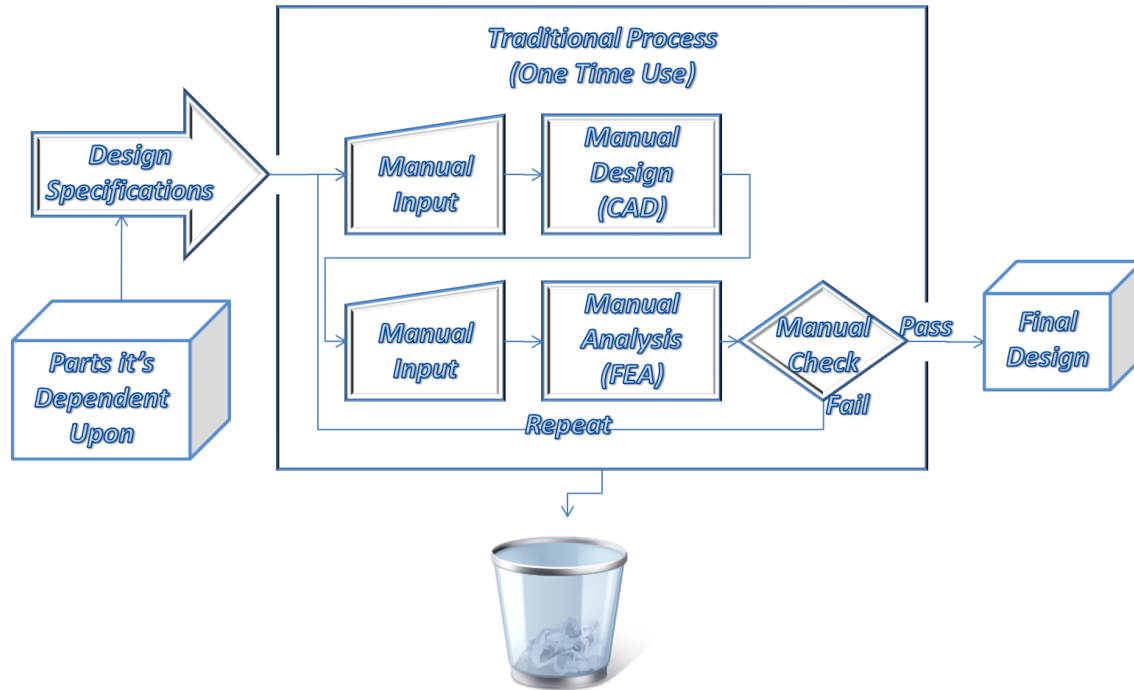 Traditional Process
(One Time Use)
Design
Specifications
Manual
Input
Manual
Design
(CAD)
Parts it's
Dependent
Upon
Manual
Input
Manual
Analysis
(FEA)
Manual
Check
Pass
Fail
Repeat
Final
Design